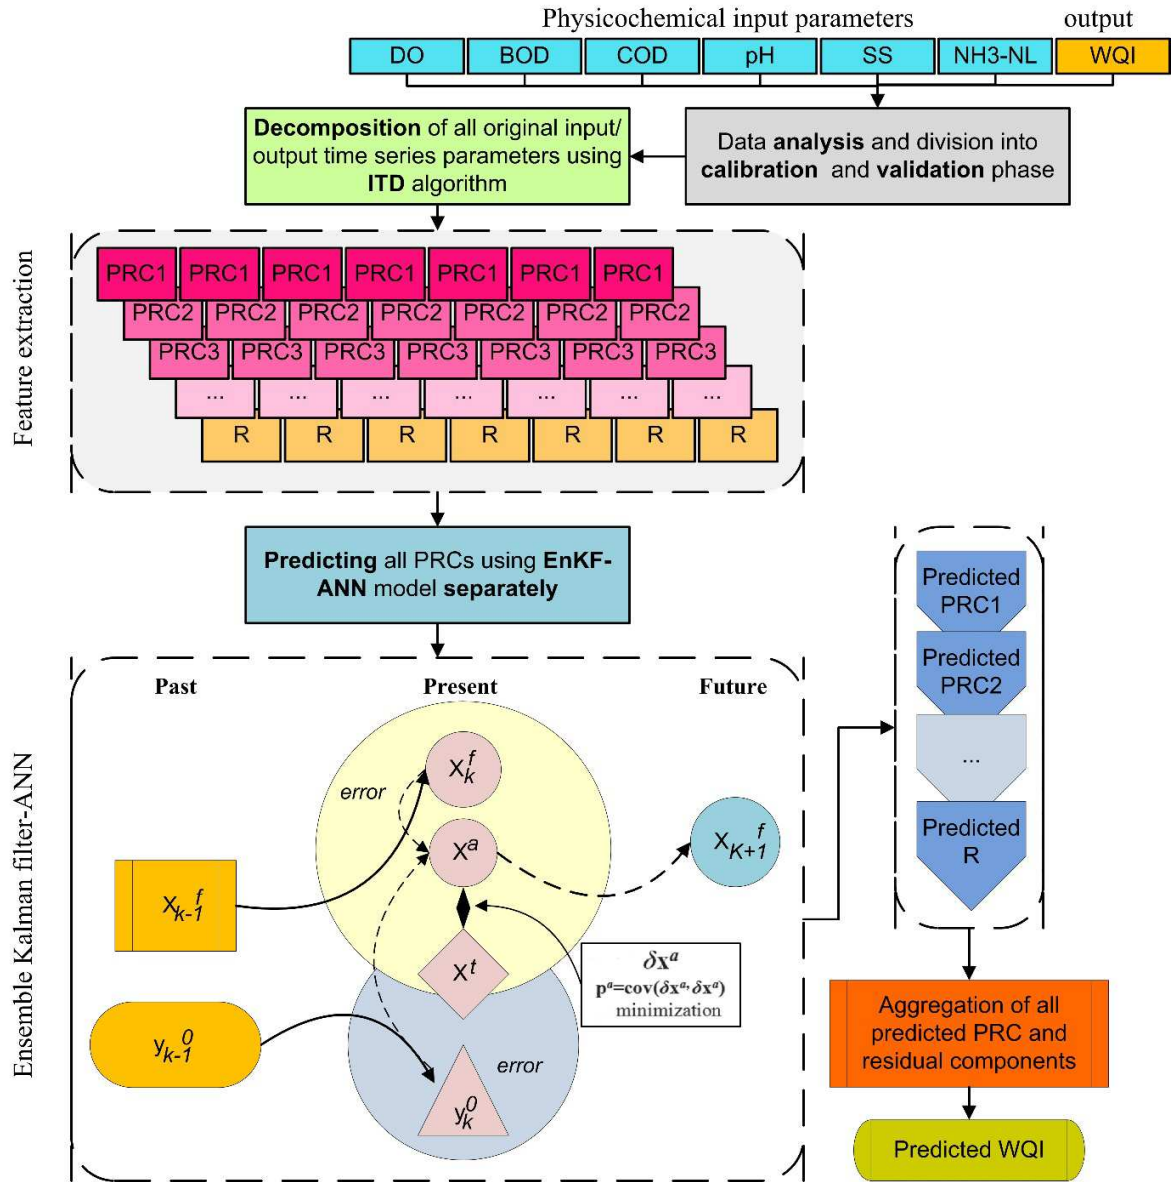 Physicochemical input parameters output
DO BOD COD pH SS NH3-NL WQI
Decomposition of all original input/
output time series parameters using
ITD algorithm
Data analysis and division into
calibration and validation phase
Feature extraction
PRC1 PRC1 PRC1 PRC1 PRC1 PRC1 PRC1
PRC2 PRC2 PRC2 PRC2 PRC2 PRC2 PRC2
PRC3 PRC3 PRC3 PRC3 PRC3 PRC3 PRC3
... ... ... ... ... ... ...
R R R R R R R
Predicting all PRCs using EnKF-
ANN model separately
Ensemble Kalman filter-ANN
Past Present Future
X_k^f
error
X^a
X_{K+1}^f
X_{k-1}^f
X^t
δx^a
p^a=cov(δx^a, δx^a)
minimization
y_{k-1}^0
error
y_k^0
Predicted
PRC1
Predicted
PRC2
...
Predicted
R
Aggregation of all
predicted PRC and
residual components
Predicted WQI